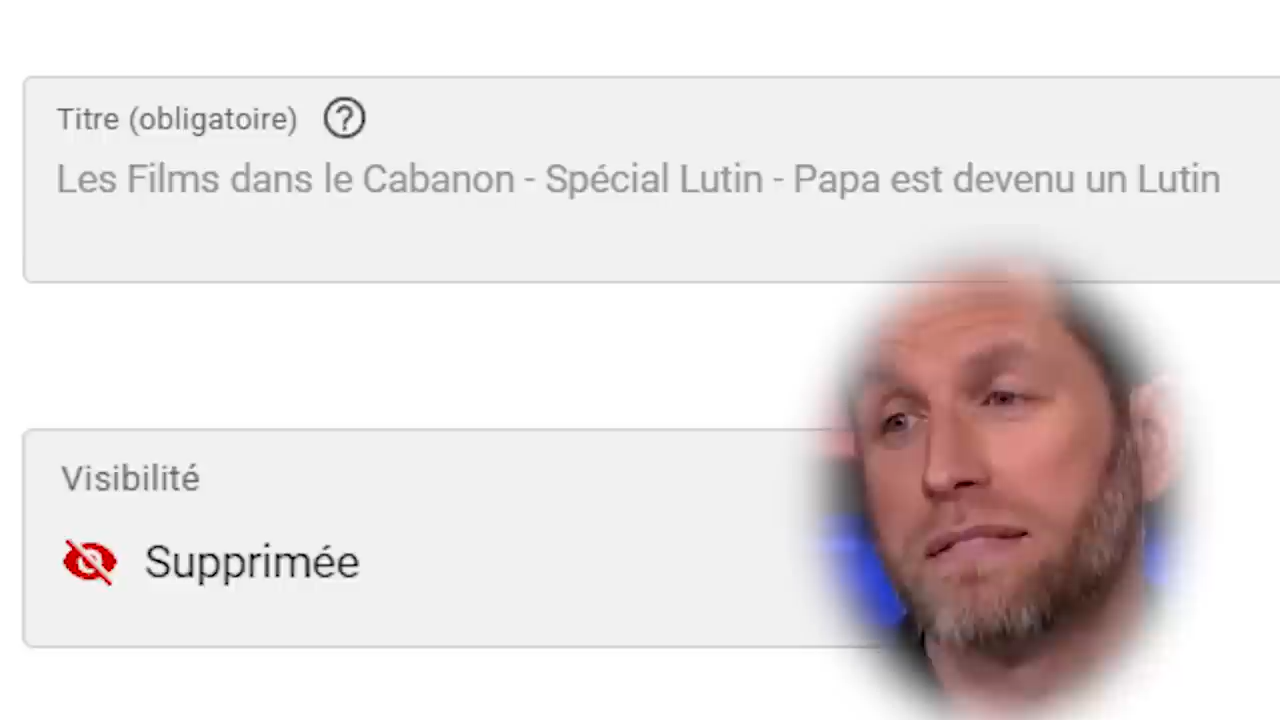 Titre (obligatoire)
Les Films dans le Cabanon - Spécial Lutin - Papa est devenu un Lutin
Visibilité
Supprimée